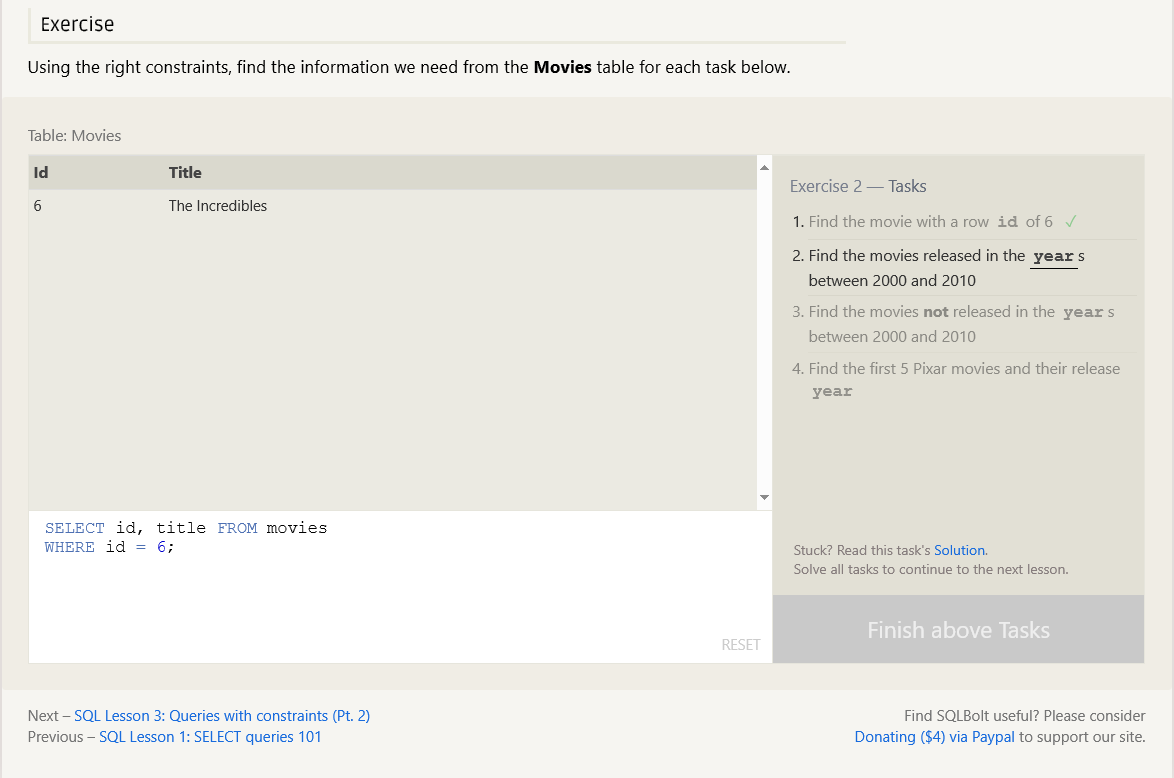 Exercise
Using the right constraints, find the information we need from the Movies table for each task below.
Table: Movies
Id Title
6 The Incredibles
SELECT id, title FROM movies
WHERE id = 6;
RESET
Exercise 2 — Tasks
1. Find the movie with a row id of 6 ✓
2. Find the movies released in the years
between 2000 and 2010
3. Find the movies not released in the years
between 2000 and 2010
4. Find the first 5 Pixar movies and their release
year
Stuck? Read this task's Solution.
Solve all tasks to continue to the next lesson.
Finish above Tasks
Next – SQL Lesson 3: Queries with constraints (Pt. 2)
Previous – SQL Lesson 1: SELECT queries 101
Find SQLBolt useful? Please consider
Donating ($4) via Paypal to support our site.